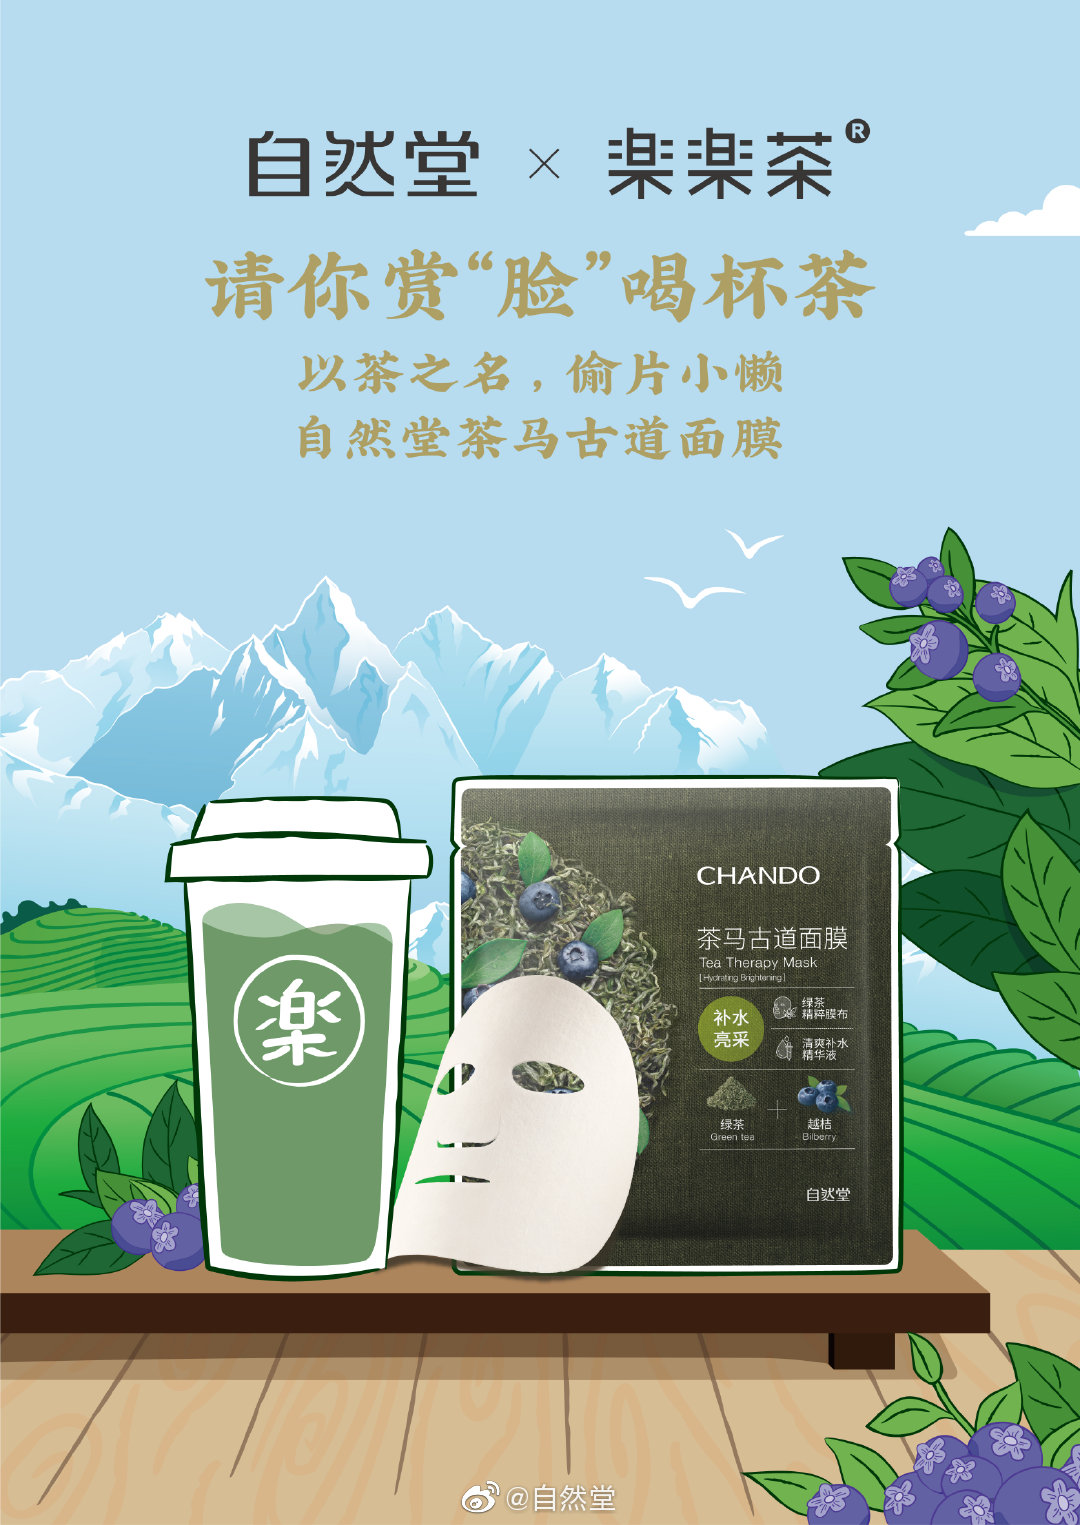 自然堂 × 楽楽茶®
请你赏“脸”喝杯茶
以茶之名，偷片小懒
自然堂茶马古道面膜
楽
CHANDO
茶马古道面膜
Tea Therapy Mask
[Hydrating Brightening]
补水
亮采
绿茶
精粹膜布
清爽补水
精华液
绿茶
Green tea
越桔
Bilberry
自然堂
@自然堂